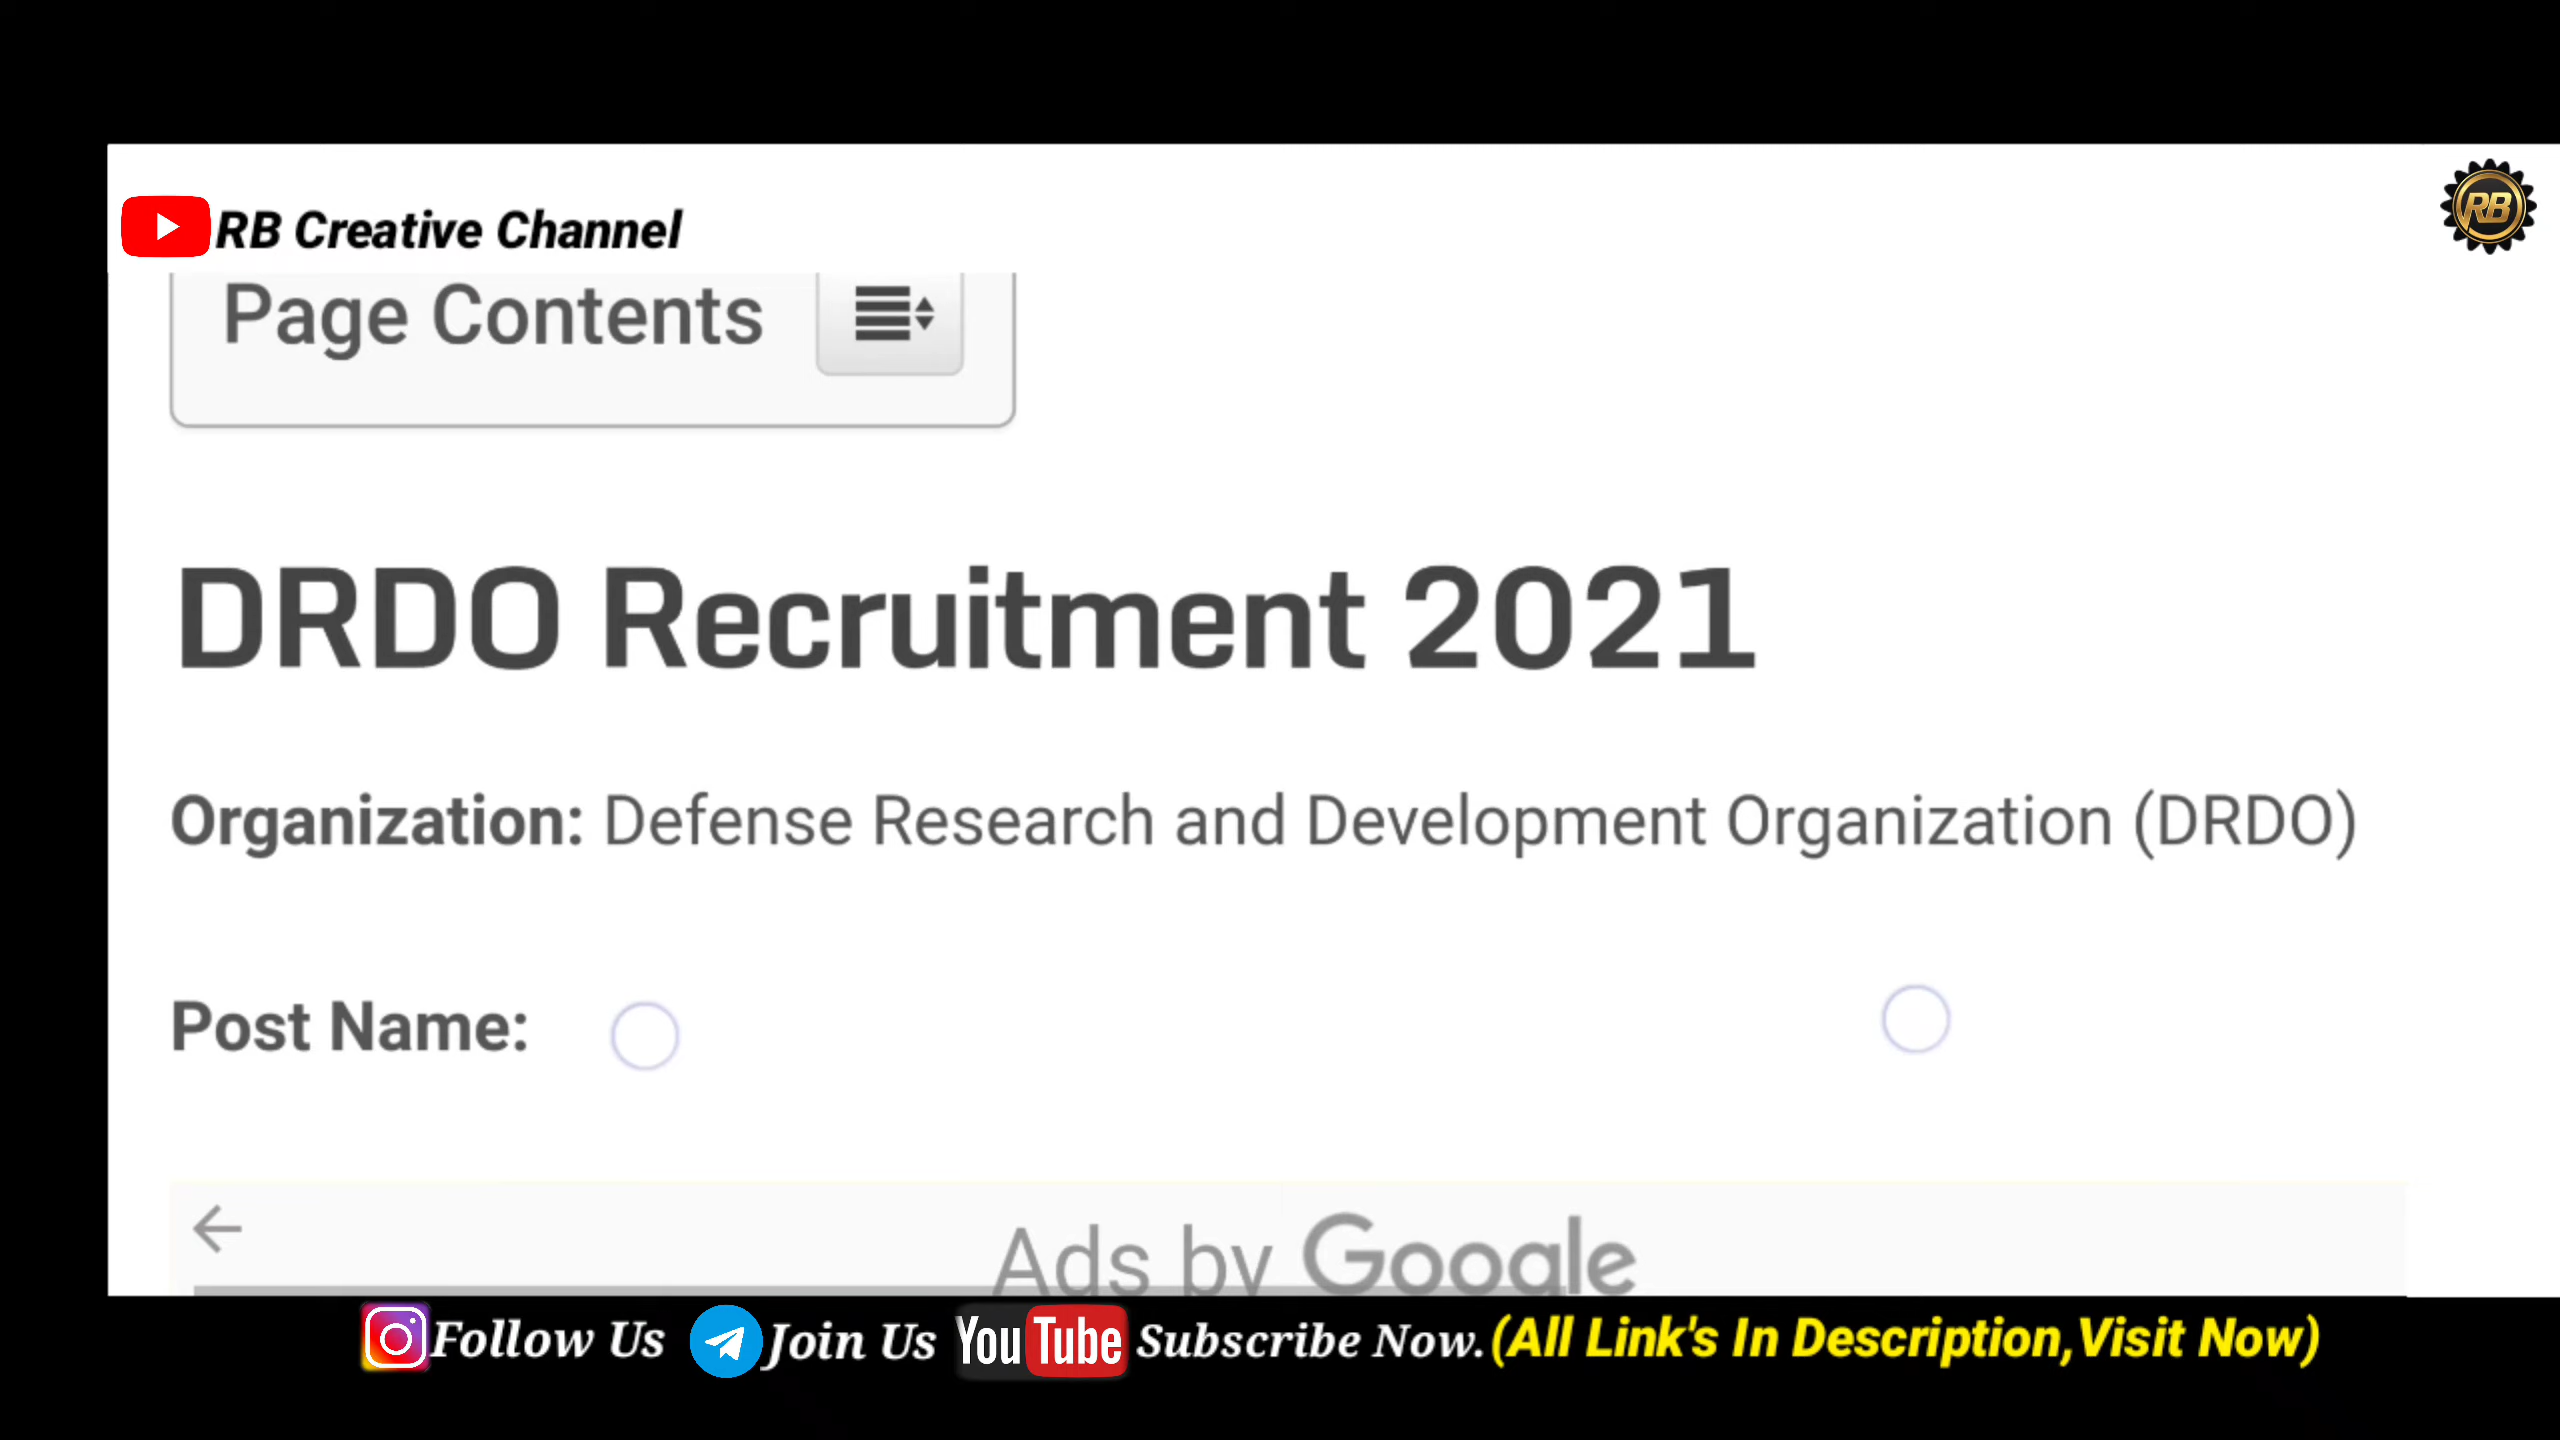 RB Creative Channel
RB
Page Contents
DRDO Recruitment 2021
Organization: Defense Research and Development Organization (DRDO)
Post Name:
Ads by Google
Follow Us Join Us YouTube Subscribe Now. (All Link's In Description,Visit Now)